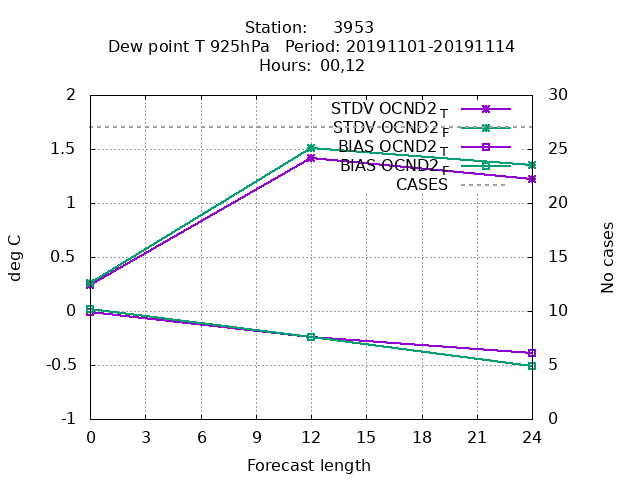 Station: 3953
Dew point T 925hPa Period: 20191101-20191114
Hours: 00,12
2
1.5
1
0.5
0
-0.5
-1
deg C
30
25
20
15
10
5
0
No cases
STDV OCND2 T
STDV OCND2 F
BIAS OCND2 T
BIAS OCND2 F
CASES
0 3 6 9 12 15 18 21 24
Forecast length